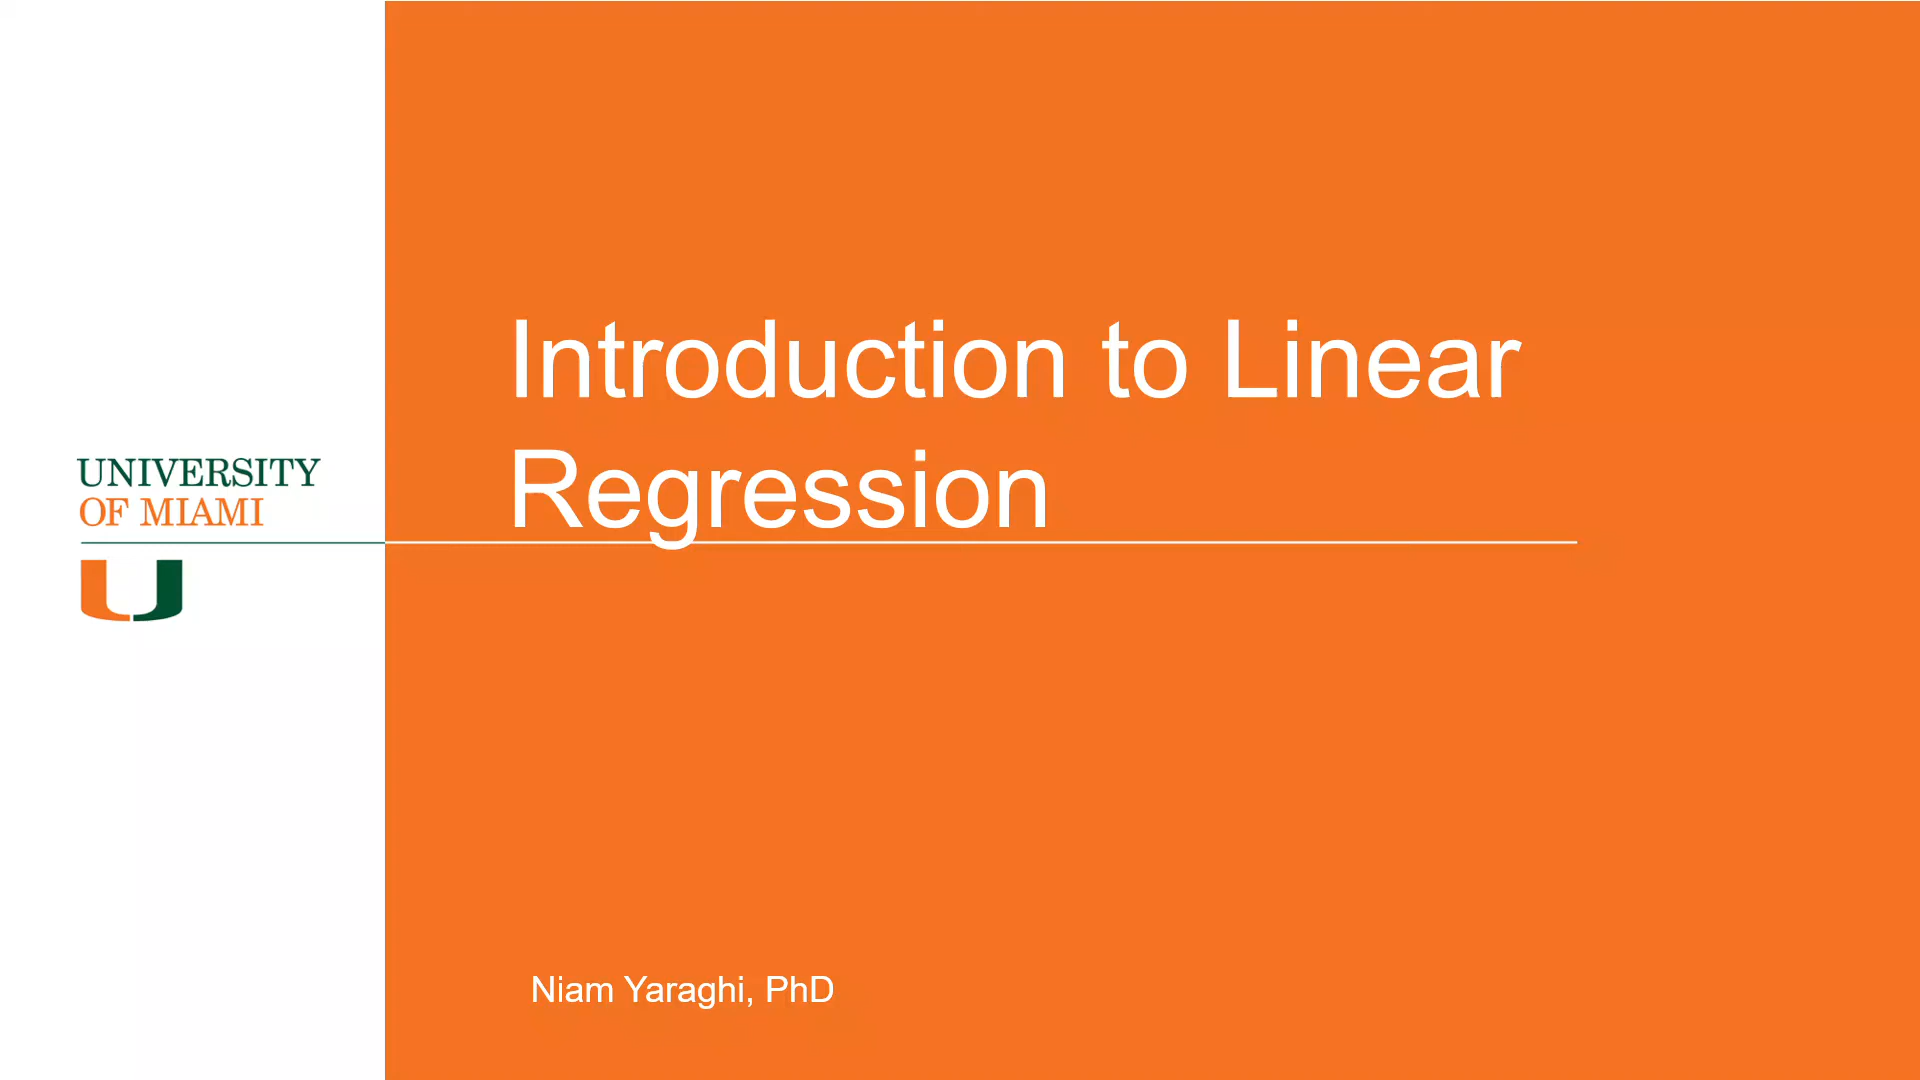 UNIVERSITY
OF MIAMI
Introduction to Linear
Regression
Niam Yaraghi, PhD